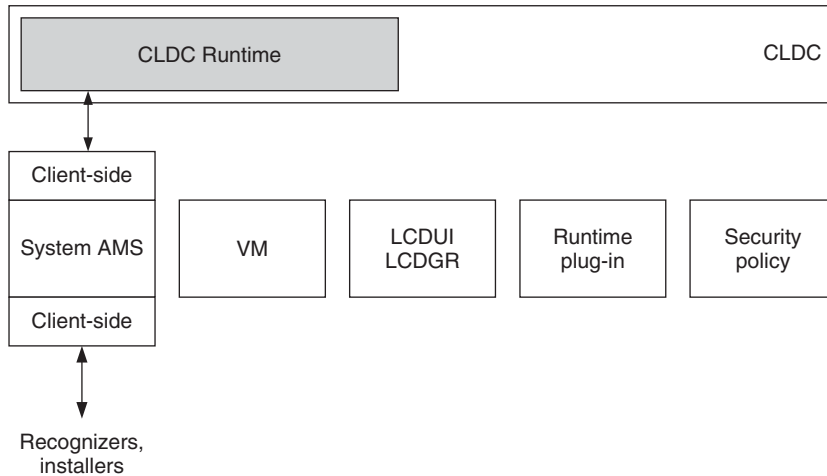 CLDC Runtime
CLDC
Client-side
System AMS
VM
LCDUI
LCDGR
Runtime
plug-in
Security
policy
Client-side
Recognizers,
installers